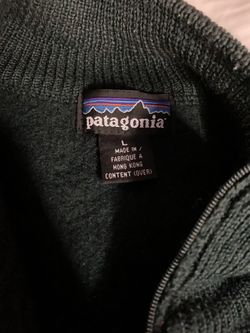 patagonia
L
MADE IN /
FABRIQUE A
HONG KONG
CONTENT (OVER)